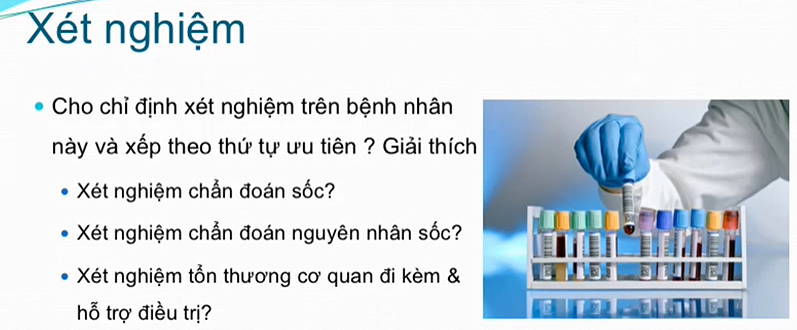 Xét nghiệm
• Cho chỉ định xét nghiệm trên bệnh nhân
này và xếp theo thứ tự ưu tiên ? Giải thích
• Xét nghiệm chẩn đoán sốc?
• Xét nghiệm chẩn đoán nguyên nhân sốc?
• Xét nghiệm tổn thương cơ quan đi kèm &
hỗ trợ điều trị?